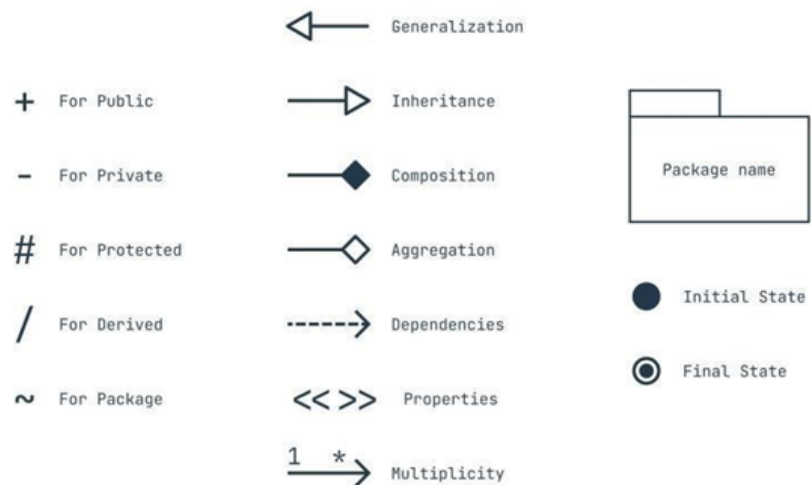 Generalization
+ For Public
Inheritance
- For Private
Composition
Package name
# For Protected
Aggregation
Initial State
/ For Derived
Dependencies
Final State
~ For Package
<< >> Properties
1 *
Multiplicity